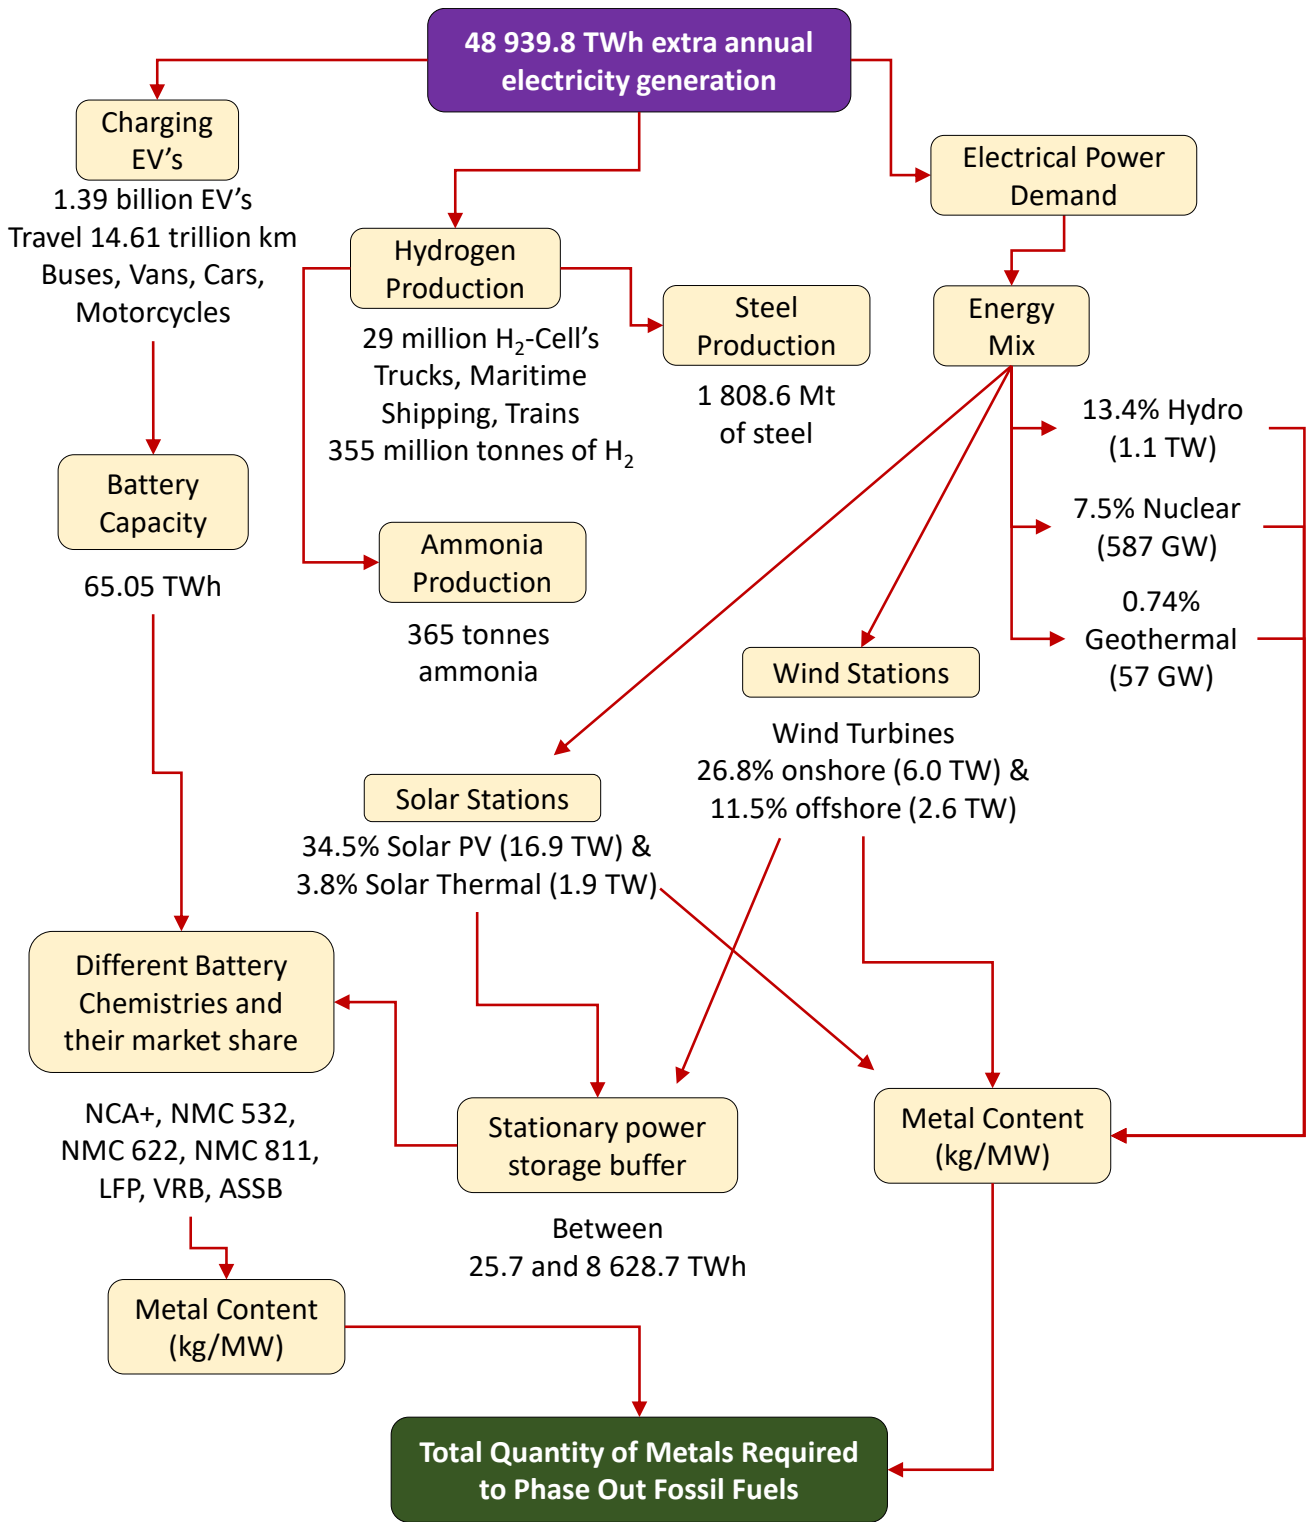 48 939.8 TWh extra annual
electricity generation
Charging
EV's
1.39 billion EV's
Travel 14.61 trillion km
Buses, Vans, Cars,
Motorcycles
Electrical Power
Demand
Hydrogen
Production
29 million H₂-Cell's
Trucks, Maritime
Shipping, Trains
355 million tonnes of H₂
Steel
Production
1 808.6 Mt
of steel
Energy
Mix
13.4% Hydro
(1.1 TW)
7.5% Nuclear
(587 GW)
0.74%
Geothermal
(57 GW)
Battery
Capacity
65.05 TWh
Ammonia
Production
365 tonnes
ammonia
Wind Stations
Wind Turbines
26.8% onshore (6.0 TW) &
11.5% offshore (2.6 TW)
Solar Stations
34.5% Solar PV (16.9 TW) &
3.8% Solar Thermal (1.9 TW)
Different Battery
Chemistries and
their market share
NCA+, NMC 532,
NMC 622, NMC 811,
LFP, VRB, ASSB
Stationary power
storage buffer
Between
25.7 and 8 628.7 TWh
Metal Content
(kg/MW)
Metal Content
(kg/MW)
Total Quantity of Metals Required
to Phase Out Fossil Fuels